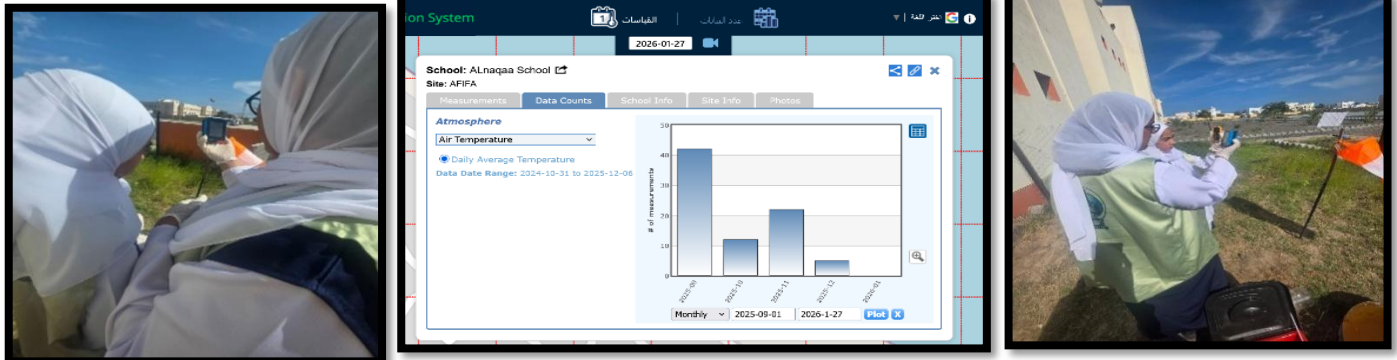 ion System
القياسات
عدد البيانات
اختر اللغة
2026-01-27
School: ALnaqaa School
Site: AFIFA
Measurements
Data Counts
School Info
Site Info
Photos
Atmosphere
Air Temperature
Daily Average Temperature
Data Date Range: 2024-10-31 to 2025-12-06
# of measurements
50
40
30
20
10
0
2025-09
2025-10
2025-11
2025-12
2026-01
Monthly
2025-09-01
2026-1-27
Plot
X